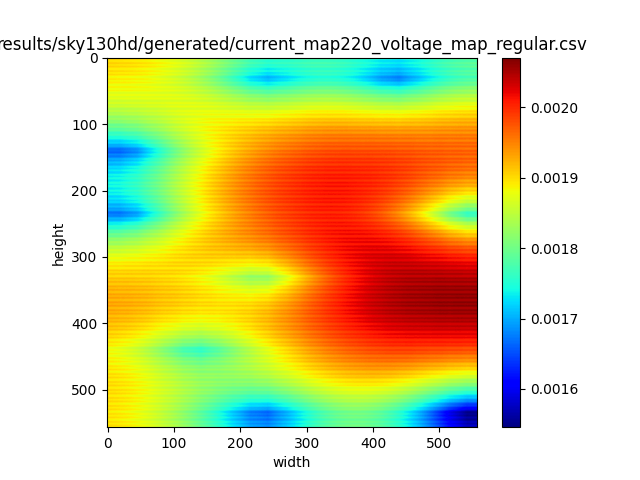 results/sky130hd/generated/current_map220_voltage_map_regular.csv
0
100
200
300
400
500
height
0 100 200 300 400 500
width
0.0020
0.0019
0.0018
0.0017
0.0016